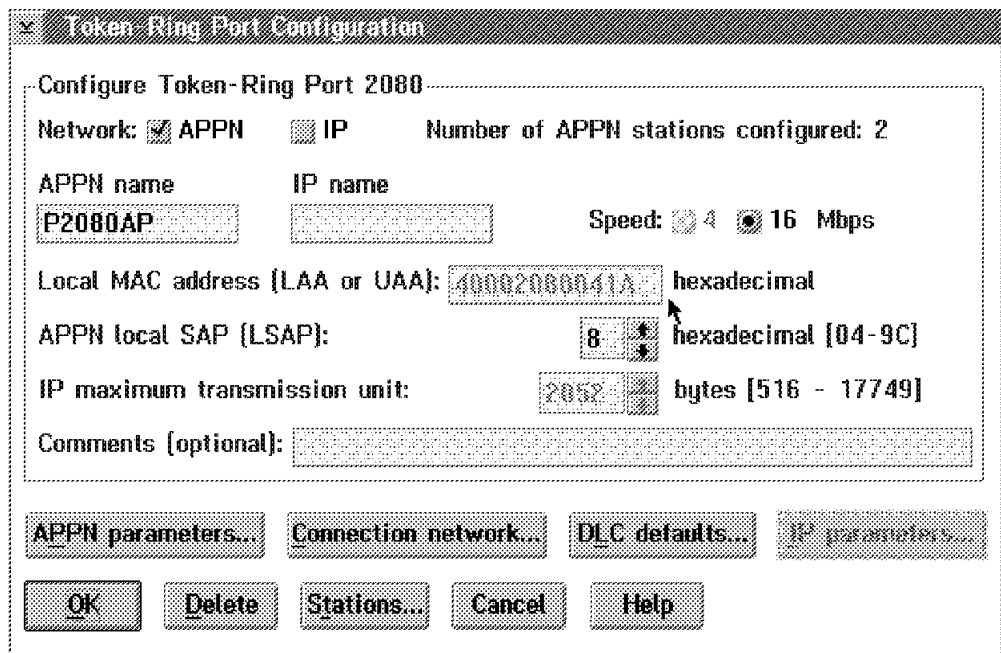 Token-Ring Port Configuration
Configure Token-Ring Port 2080
Network: APPN IP Number of APPN stations configured: 2
APPN name IP name
P2080AP Speed: 4 16 Mbps
Local MAC address (LAA or UAA): hexadecimal
APPN local SAP (LSAP): 8 hexadecimal [04-9C]
IP maximum transmission unit: 2052 bytes [516 - 17749]
Comments (optional):
APPN parameters... Connection network... DLC defaults... IP parameters...
OK Delete Stations... Cancel Help